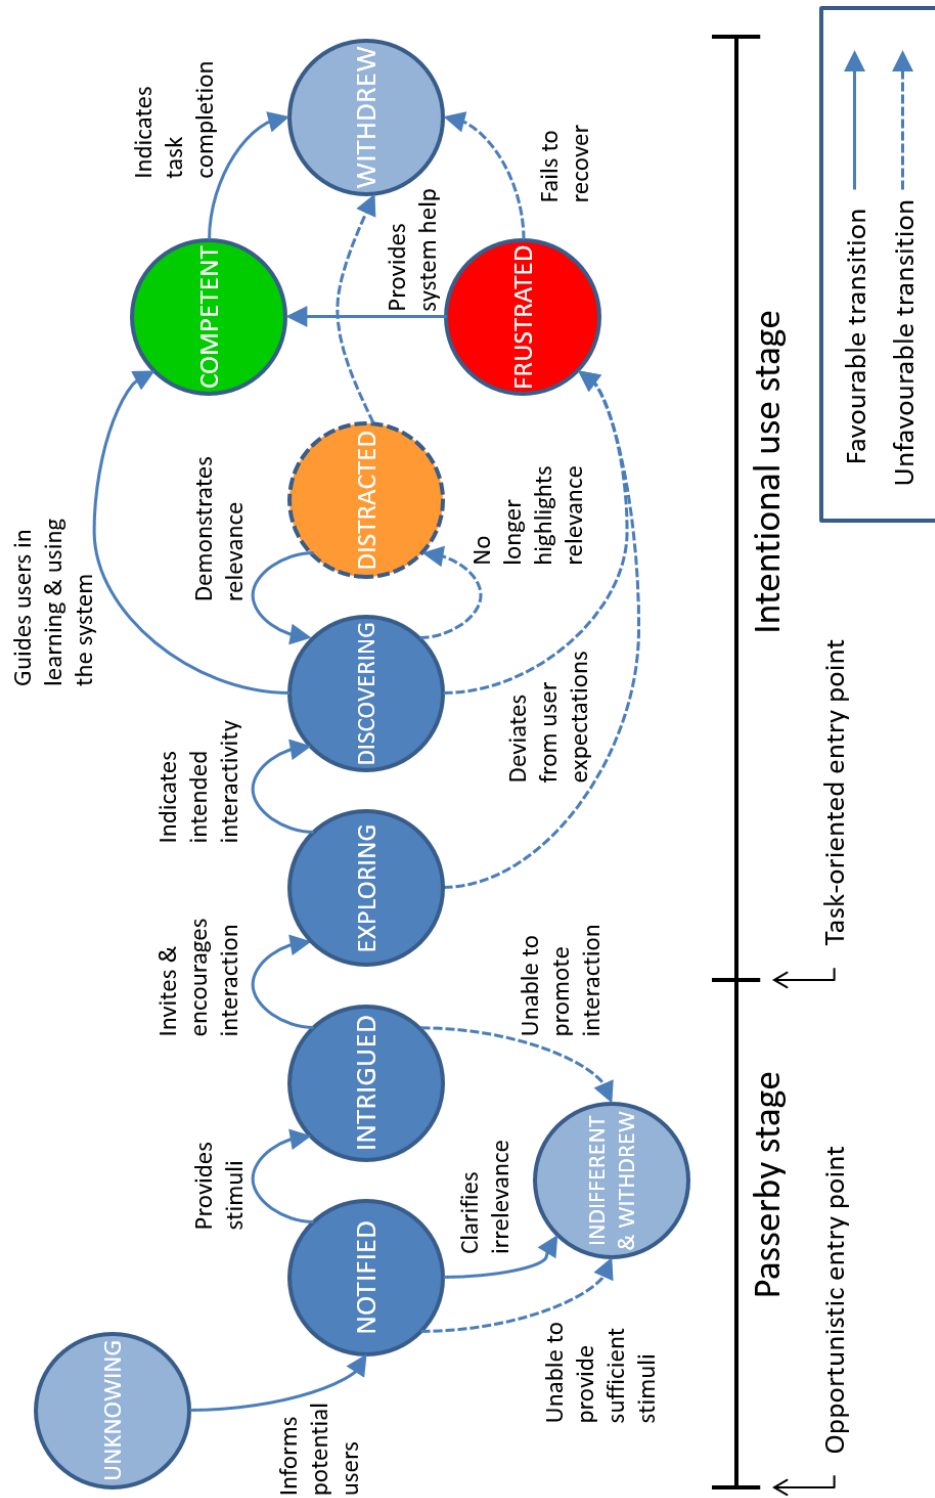 UNKNOWING
Informs
potential
users
NOTIFIED
Provides
stimuli
Unable to
provide
sufficient
stimuli
Clarifies
irrelevance
INDIFFERENT
& WITHDREW
INTRIGUED
Invites &
encourages
interaction
Unable to
promote
interaction
EXPLORING
Indicates
intended
interactivity
Deviates
from user
expectations
DISCOVERING
Guides users in
learning & using
the system
Demonstrates
relevance
No
longer
highlights
relevance
DISTRACTED
COMPETENT
Provides
system help
FRUSTRATED
Indicates
task
completion
Fails to
recover
WITHDREW
Passerby stage
Intentional use stage
Opportunistic entry point
Task-oriented entry point
Favourable transition
Unfavourable transition